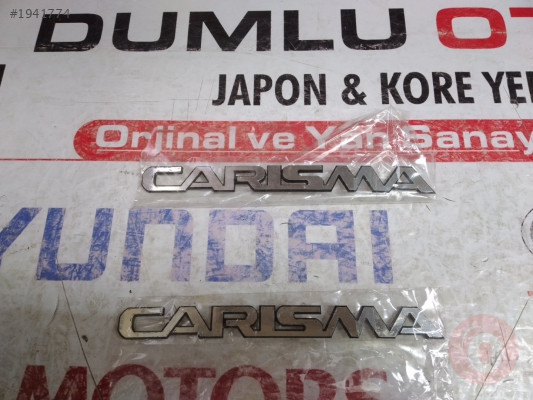 #1941774
DUMLU OT
JAPON & KORE YE
Orjinal ve Yan Sanay
CARISMA
YUNDAI
CARISMA
MOTORS